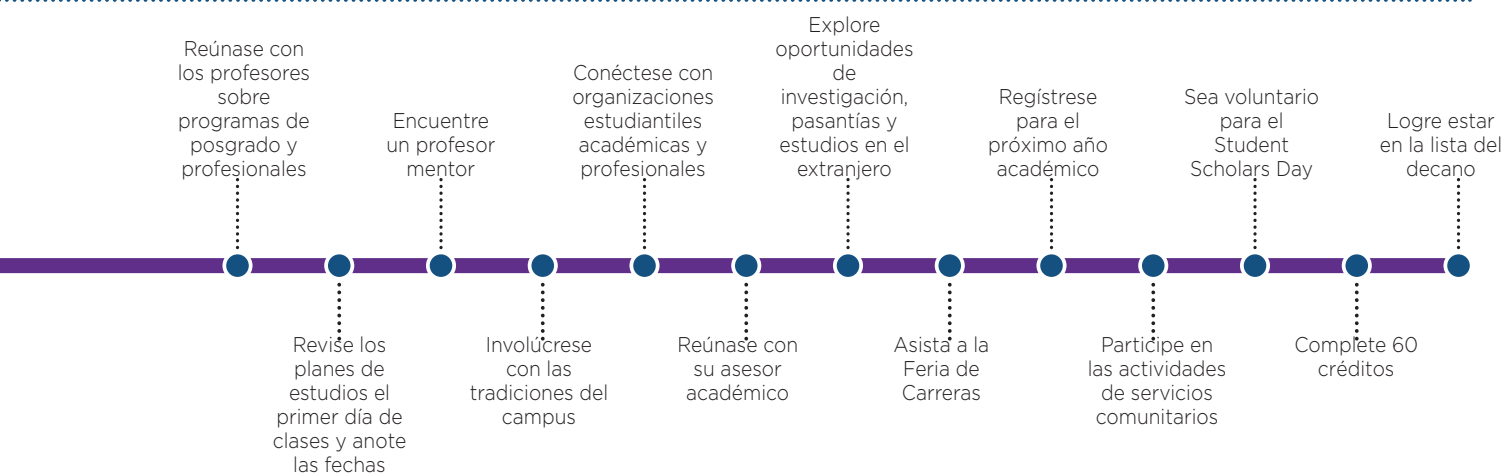 Reúnase con
los profesores
sobre
programas de
posgrado y
profesionales
Revise los
planes de
estudios el
primer día de
clases y anote
las fechas
Encuentre
un profesor
mentor
Involúcrese
con las
tradiciones del
campus
Conéctese con
organizaciones
estudiantiles
académicas y
profesionales
Reúnase con
su asesor
académico
Explore
oportunidades
de
investigación,
pasantías y
estudios en el
extranjero
Asista a la
Feria de
Carreras
Regístrese
para el
próximo año
académico
Participe en
las actividades
de servicios
comunitarios
Sea voluntario
para el
Student
Scholars Day
Complete 60
créditos
Logre estar
en la lista del
decano